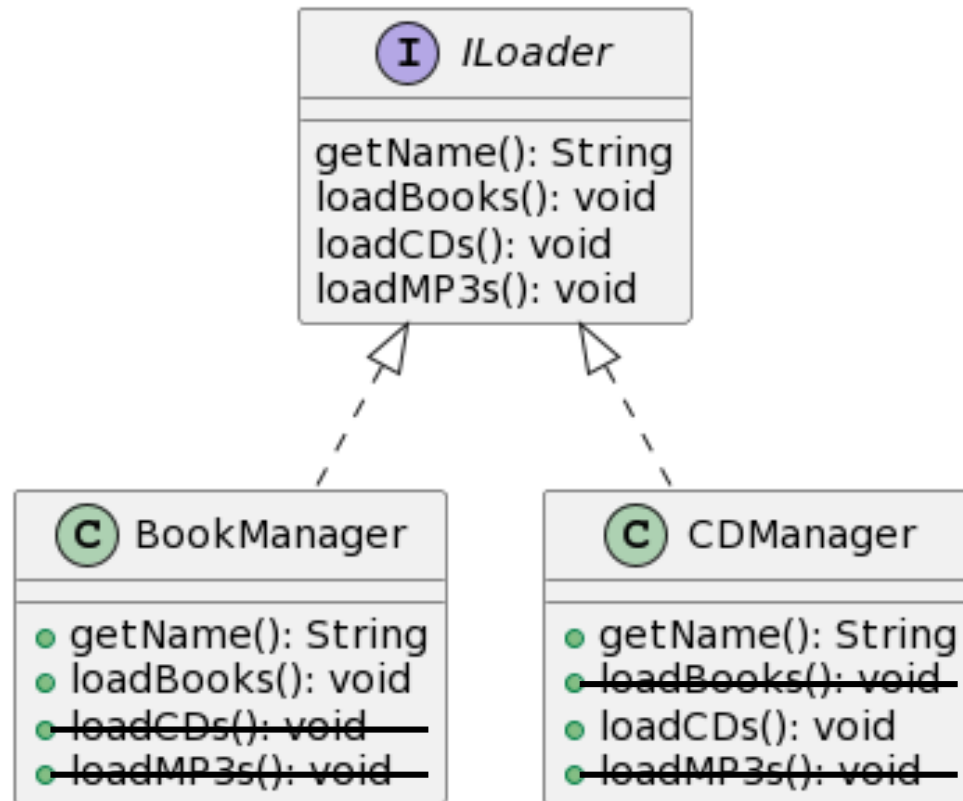 I ILoader
getName(): String
loadBooks(): void
loadCDs(): void
loadMP3s(): void
C BookManager
getName(): String
loadBooks(): void
loadCDs(): void
loadMP3s(): void
C CDManager
getName(): String
loadBooks(): void
loadCDs(): void
loadMP3s(): void